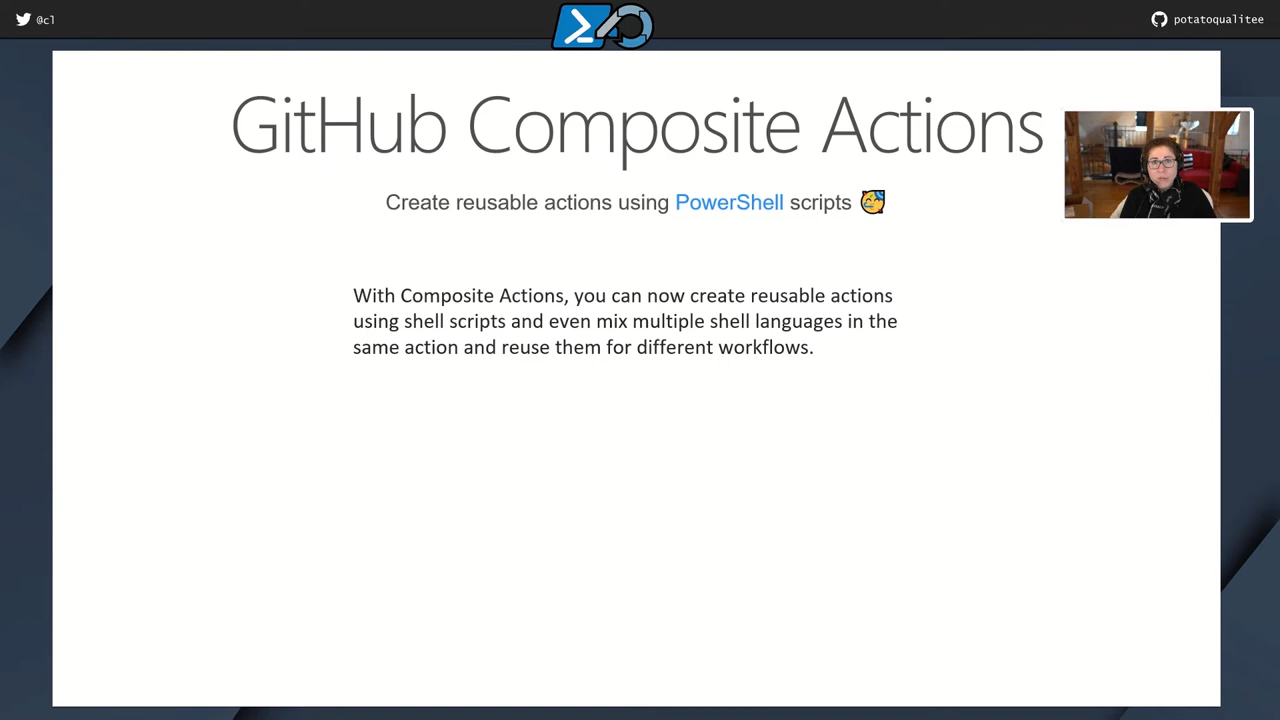 @cl
potatoqualitee
GitHub Composite Actions
Create reusable actions using PowerShell scripts 🥳
With Composite Actions, you can now create reusable actions
using shell scripts and even mix multiple shell languages in the
same action and reuse them for different workflows.